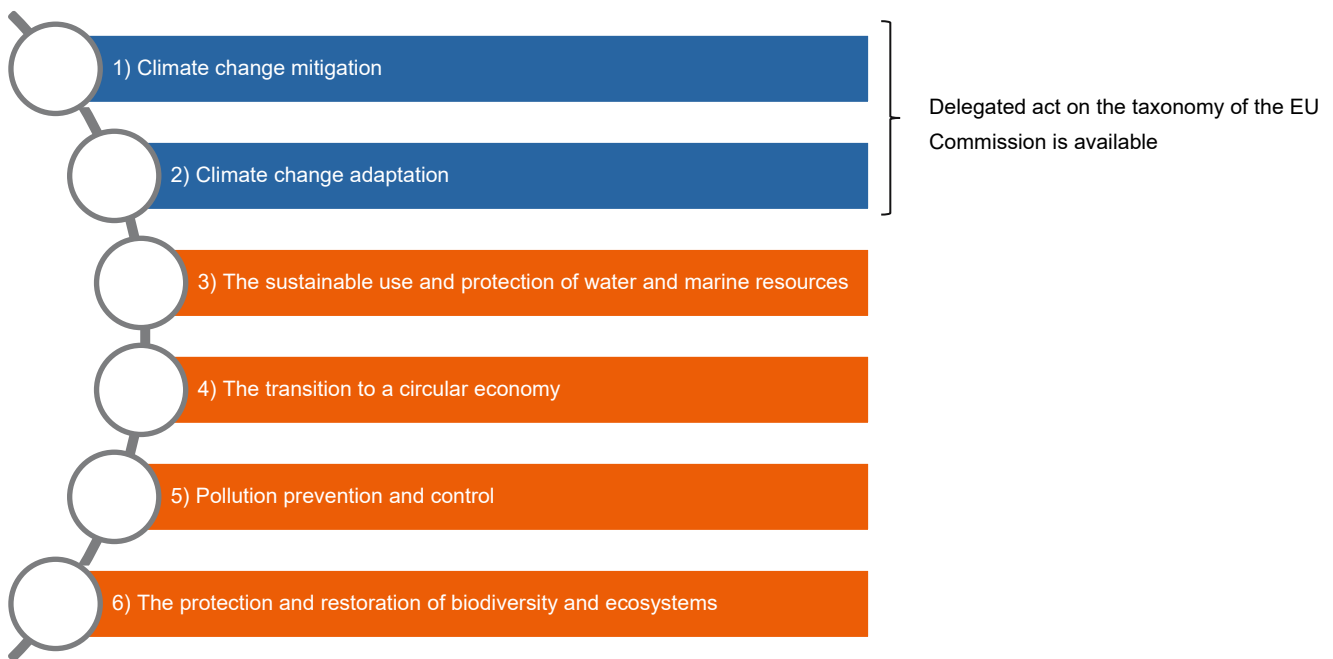 1) Climate change mitigation
2) Climate change adaptation
Delegated act on the taxonomy of the EU
Commission is available
3) The sustainable use and protection of water and marine resources
4) The transition to a circular economy
5) Pollution prevention and control
6) The protection and restoration of biodiversity and ecosystems